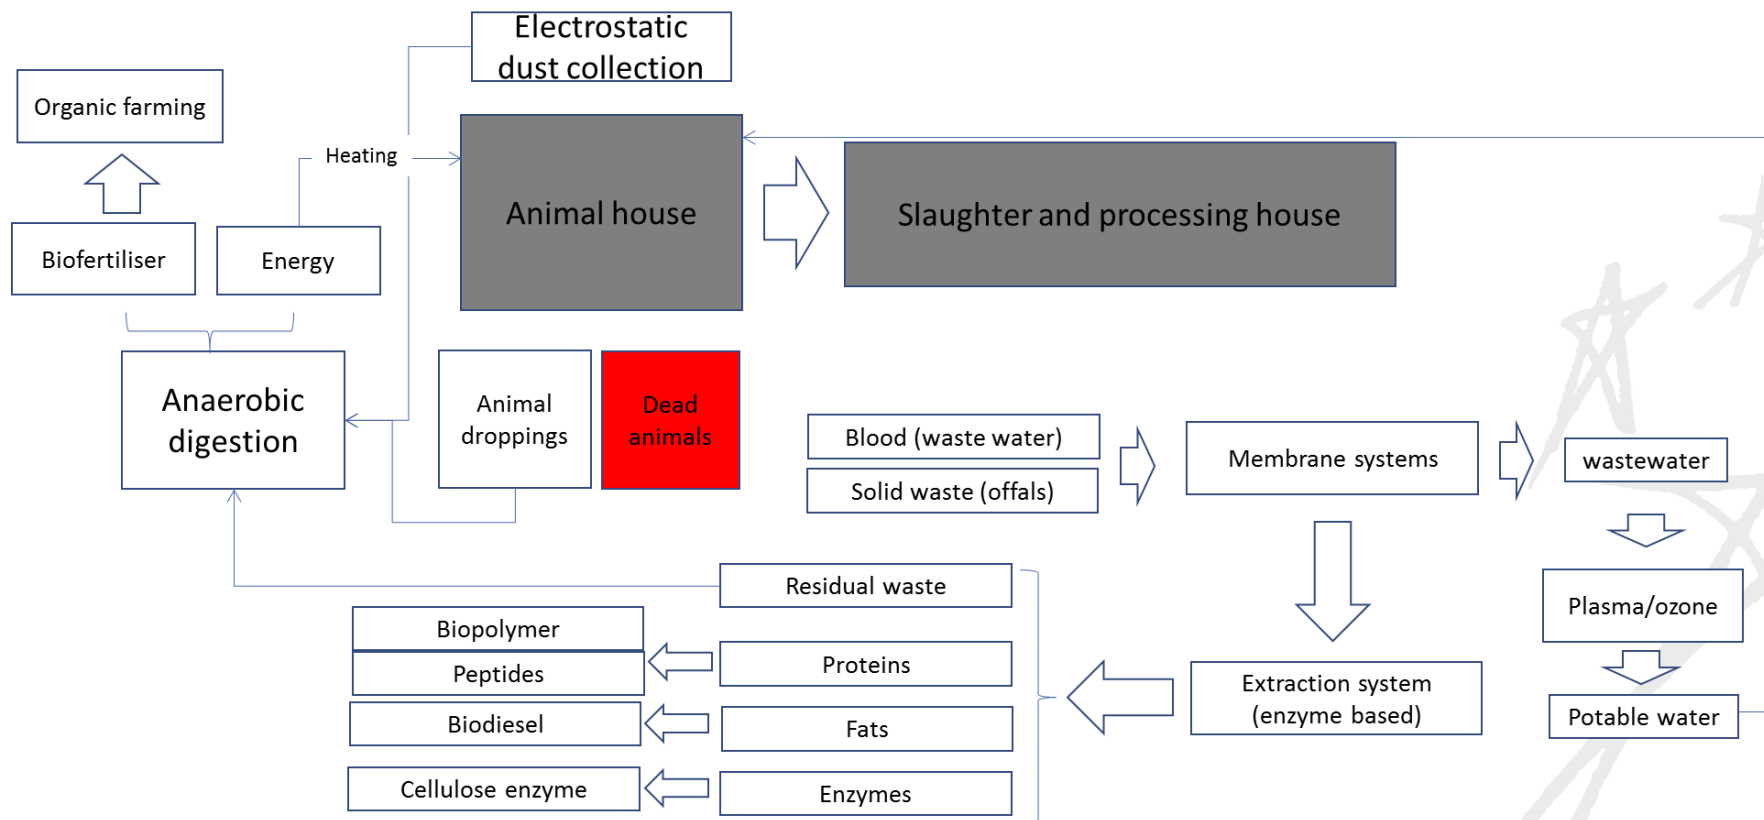 Electrostatic
dust collection
Organic farming
Heating
Animal house
Slaughter and processing house
Biofertiliser
Energy
Anaerobic
digestion
Animal
droppings
Dead
animals
Blood (waste water)
Solid waste (offals)
Membrane systems
wastewater
Residual waste
Plasma/ozone
Biopolymer
Peptides
Proteins
Extraction system
(enzyme based)
Potable water
Biodiesel
Fats
Cellulose enzyme
Enzymes